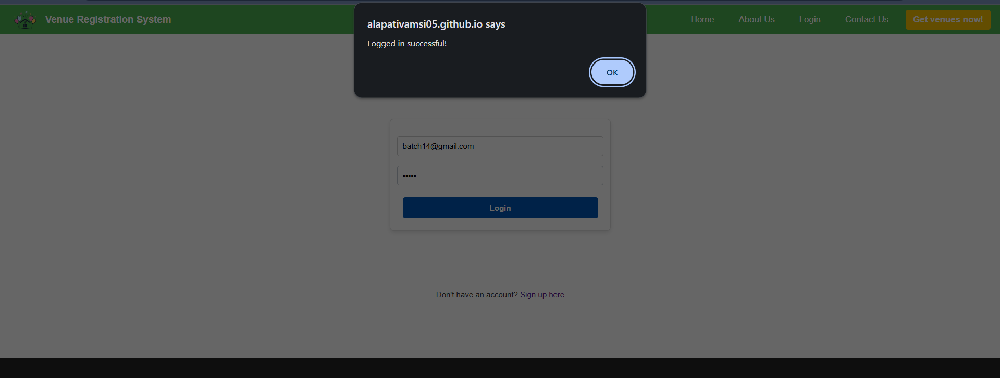 Venue Registration System
Home
About Us
Login
Contact Us
Get venues now!
alapativamsi05.github.io says
Logged in successful!
OK
batch14@gmail.com
•••••
Login
Don't have an account? Sign up here